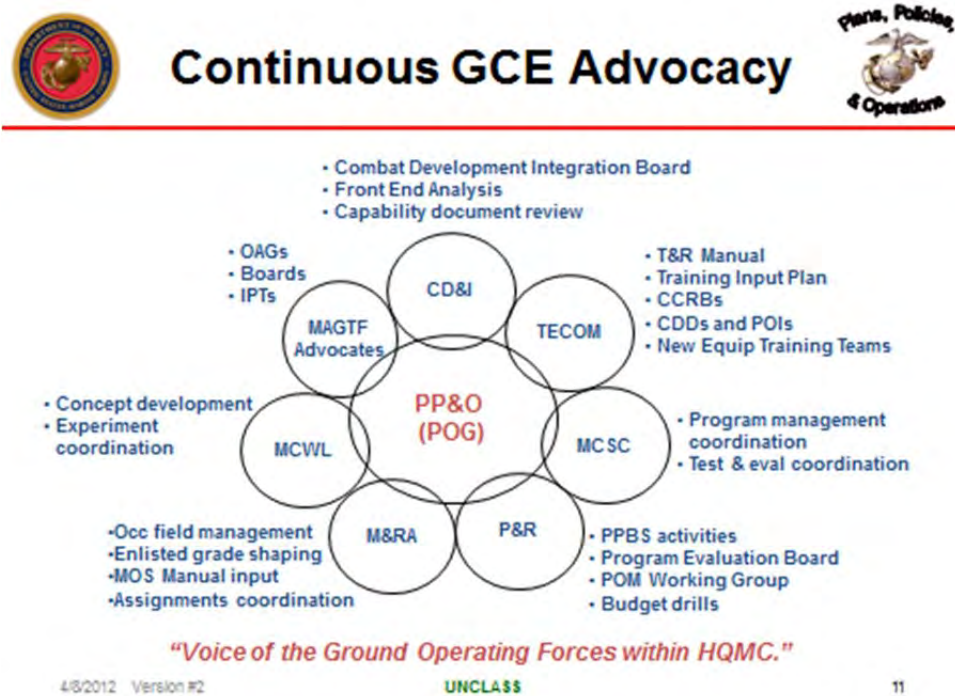 Plans, Policies,
& Operations
Continuous GCE Advocacy
• Combat Development Integration Board
• Front End Analysis
• Capability document review
• OAGs
• Boards
• IPTs
• T&R Manual
• Training Input Plan
• CCRBs
• CDDs and POIs
• New Equip Training Teams
CD&I
MAGTF
Advocates
TECOM
PP&O
(POG)
• Concept development
• Experiment
coordination
MCWL
MCSC
• Program management
coordination
• Test & eval coordination
M&RA
P&R
•Occ field management
•Enlisted grade shaping
•MOS Manual input
•Assignments coordination
• PPBS activities
• Program Evaluation Board
• POM Working Group
• Budget drills
“Voice of the Ground Operating Forces within HQMC.”
4/8/2012 Version #2
UNCLASS
11